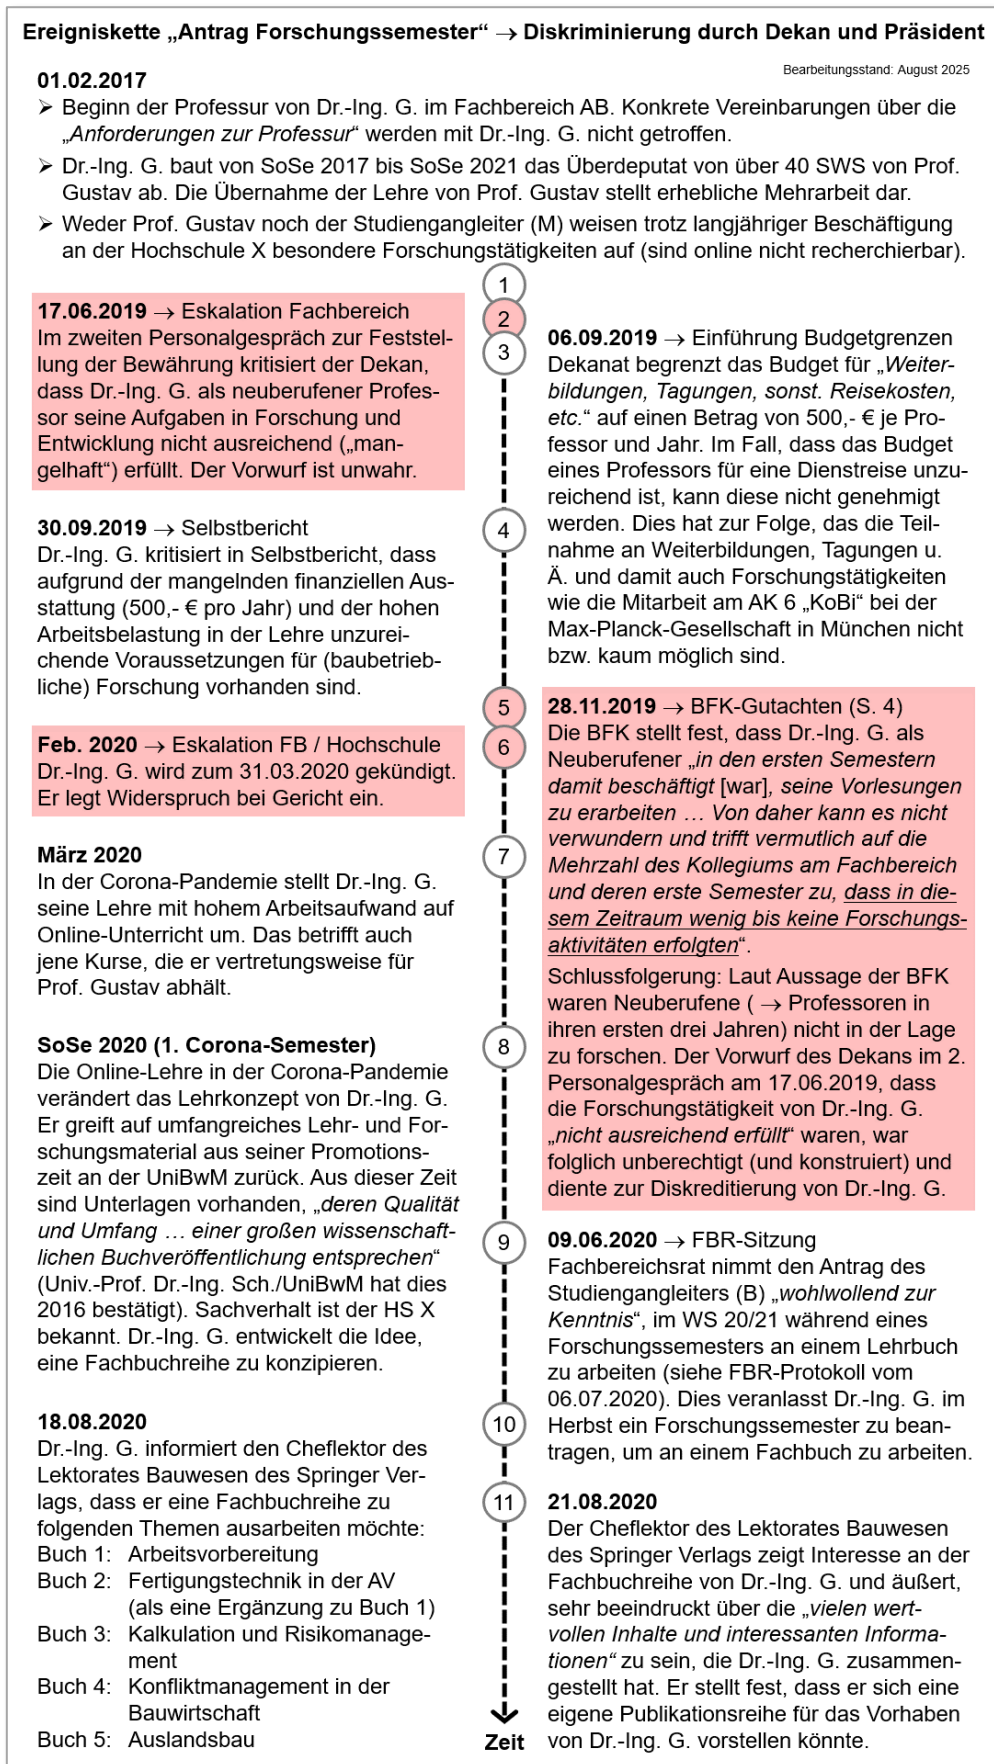 Ereigniskette „Antrag Forschungssemester“ → Diskriminierung durch Dekan und Präsident
Bearbeitungsstand: August 2025
01.02.2017
➢ Beginn der Professur von Dr.-Ing. G. im Fachbereich AB. Konkrete Vereinbarungen über die
„Anforderungen zur Professur“ werden mit Dr.-Ing. G. nicht getroffen.
➢ Dr.-Ing. G. baut von SoSe 2017 bis SoSe 2021 das Überdeputat von über 40 SWS von Prof.
Gustav ab. Die Übernahme der Lehre von Prof. Gustav stellt erhebliche Mehrarbeit dar.
➢ Weder Prof. Gustav noch der Studiengangleiter (M) weisen trotz langjähriger Beschäftigung
an der Hochschule X besondere Forschungstätigkeiten auf (sind online nicht recherchierbar).
1
2
17.06.2019 → Eskalation Fachbereich
Im zweiten Personalgespräch zur Feststel-
lung der Bewährung kritisiert der Dekan,
dass Dr.-Ing. G. als neuberufener Profes-
sor seine Aufgaben in Forschung und
Entwicklung nicht ausreichend („man-
gelhaft“) erfüllt. Der Vorwurf ist unwahr.
3
06.09.2019 → Einführung Budgetgrenzen
Dekanat begrenzt das Budget für „Weiter-
bildungen, Tagungen, sonst. Reisekosten,
etc.“ auf einen Betrag von 500,- € je Pro-
fessor und Jahr. Im Fall, dass das Budget
eines Professors für eine Dienstreise unzu-
reichend ist, kann diese nicht genehmigt
werden. Dies hat zur Folge, das die Teil-
nahme an Weiterbildungen, Tagungen u.
Ä. und damit auch Forschungstätigkeiten
wie die Mitarbeit am AK 6 „KoBi“ bei der
Max-Planck-Gesellschaft in München nicht
bzw. kaum möglich sind.
4
30.09.2019 → Selbstbericht
Dr.-Ing. G. kritisiert in Selbstbericht, dass
aufgrund der mangelnden finanziellen Aus-
stattung (500,- € pro Jahr) und der hohen
Arbeitsbelastung in der Lehre unzurei-
chende Voraussetzungen für (baubetrieb-
liche) Forschung vorhanden sind.
5
28.11.2019 → BFK-Gutachten (S. 4)
Die BFK stellt fest, dass Dr.-Ing. G. als
Neuberufener „in den ersten Semestern
damit beschäftigt [war], seine Vorlesungen
zu erarbeiten … Von daher kann es nicht
verwundern und trifft vermutlich auf die
Mehrzahl des Kollegiums am Fachbereich
und deren erste Semester zu, dass in die-
sem Zeitraum wenig bis keine Forschungs-
aktivitäten erfolgten“.
Schlussfolgerung: Laut Aussage der BFK
waren Neuberufene ( → Professoren in
ihren ersten drei Jahren) nicht in der Lage
zu forschen. Der Vorwurf des Dekans im 2.
Personalgespräch am 17.06.2019, dass
die Forschungstätigkeit von Dr.-Ing. G.
„nicht ausreichend erfüllt“ waren, war
folglich unberechtigt (und konstruiert) und
diente zur Diskreditierung von Dr.-Ing. G.
6
Feb. 2020 → Eskalation FB / Hochschule
Dr.-Ing. G. wird zum 31.03.2020 gekündigt.
Er legt Widerspruch bei Gericht ein.
7
März 2020
In der Corona-Pandemie stellt Dr.-Ing. G.
seine Lehre mit hohem Arbeitsaufwand auf
Online-Unterricht um. Das betrifft auch
jene Kurse, die er vertretungsweise für
Prof. Gustav abhält.
8
SoSe 2020 (1. Corona-Semester)
Die Online-Lehre in der Corona-Pandemie
verändert das Lehrkonzept von Dr.-Ing. G.
Er greift auf umfangreiches Lehr- und For-
schungsmaterial aus seiner Promotions-
zeit an der UniBwM zurück. Aus dieser Zeit
sind Unterlagen vorhanden, „deren Qualität
und Umfang … einer großen wissenschaft-
lichen Buchveröffentlichung entsprechen“
(Univ.-Prof. Dr.-Ing. Sch./UniBwM hat dies
2016 bestätigt). Sachverhalt ist der HS X
bekannt. Dr.-Ing. G. entwickelt die Idee,
eine Fachbuchreihe zu konzipieren.
9
09.06.2020 → FBR-Sitzung
Fachbereichsrat nimmt den Antrag des
Studiengangleiters (B) „wohlwollend zur
Kenntnis“, im WS 20/21 während eines
Forschungssemesters an einem Lehrbuch
zu arbeiten (siehe FBR-Protokoll vom
06.07.2020). Dies veranlasst Dr.-Ing. G. im
Herbst ein Forschungssemester zu bean-
tragen, um an einem Fachbuch zu arbeiten.
10
18.08.2020
Dr.-Ing. G. informiert den Cheflektor des
Lektorates Bauwesen des Springer Ver-
lags, dass er eine Fachbuchreihe zu
folgenden Themen ausarbeiten möchte:
Buch 1: Arbeitsvorbereitung
Buch 2: Fertigungstechnik in der AV
(als eine Ergänzung zu Buch 1)
Buch 3: Kalkulation und Risikomanage-
ment
Buch 4: Konfliktmanagement in der
Bauwirtschaft
Buch 5: Auslandsbau
11
21.08.2020
Der Cheflektor des Lektorates Bauwesen
des Springer Verlags zeigt Interesse an der
Fachbuchreihe von Dr.-Ing. G. und äußert,
sehr beeindruckt über die „vielen wert-
vollen Inhalte und interessanten Informa-
tionen“ zu sein, die Dr.-Ing. G. zusammen-
gestellt hat. Er stellt fest, dass er sich eine
eigene Publikationsreihe für das Vorhaben
von Dr.-Ing. G. vorstellen könnte.
Zeit